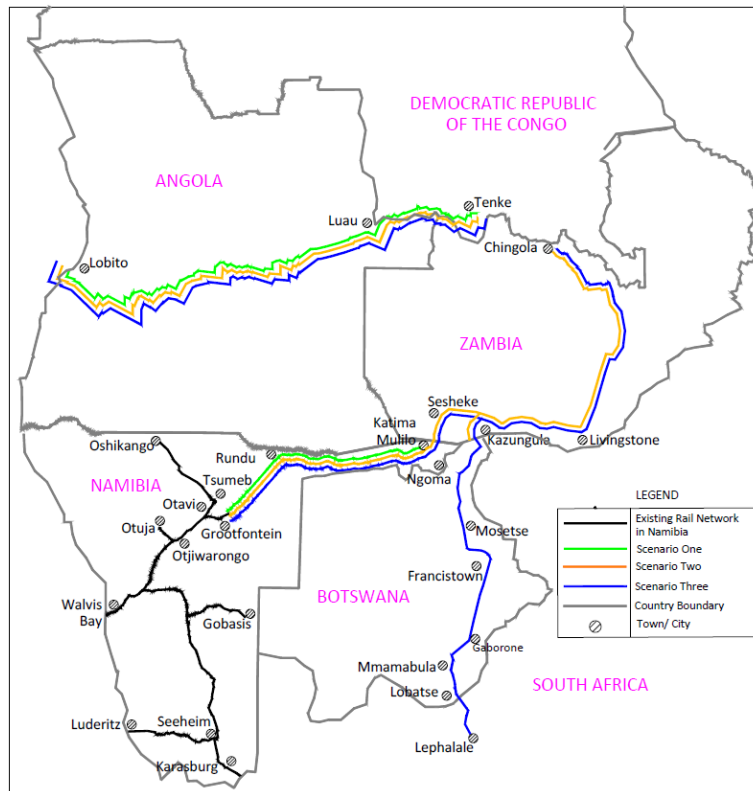 DEMOCRATIC REPUBLIC
OF THE CONGO
ANGOLA
Tenke
Luau
Chingola
Lobito
ZAMBIA
Sesheke
Katima
Mulilo
Kazungula
Livingstone
Oshikango
Rundu
Ngoma
Tsumeb
NAMIBIA
Otavi
Otuja
Grootfontein
Otjiwarongo
Mosetse
Francistown
BOTSWANA
Walvis
Bay
Gobasis
Gaborone
Mmamabula
Lobatse
SOUTH AFRICA
Luderitz
Seeheim
Karasburg
Lephalale
LEGEND
Existing Rail Network
in Namibia
Scenario One
Scenario Two
Scenario Three
Country Boundary
Town/ City